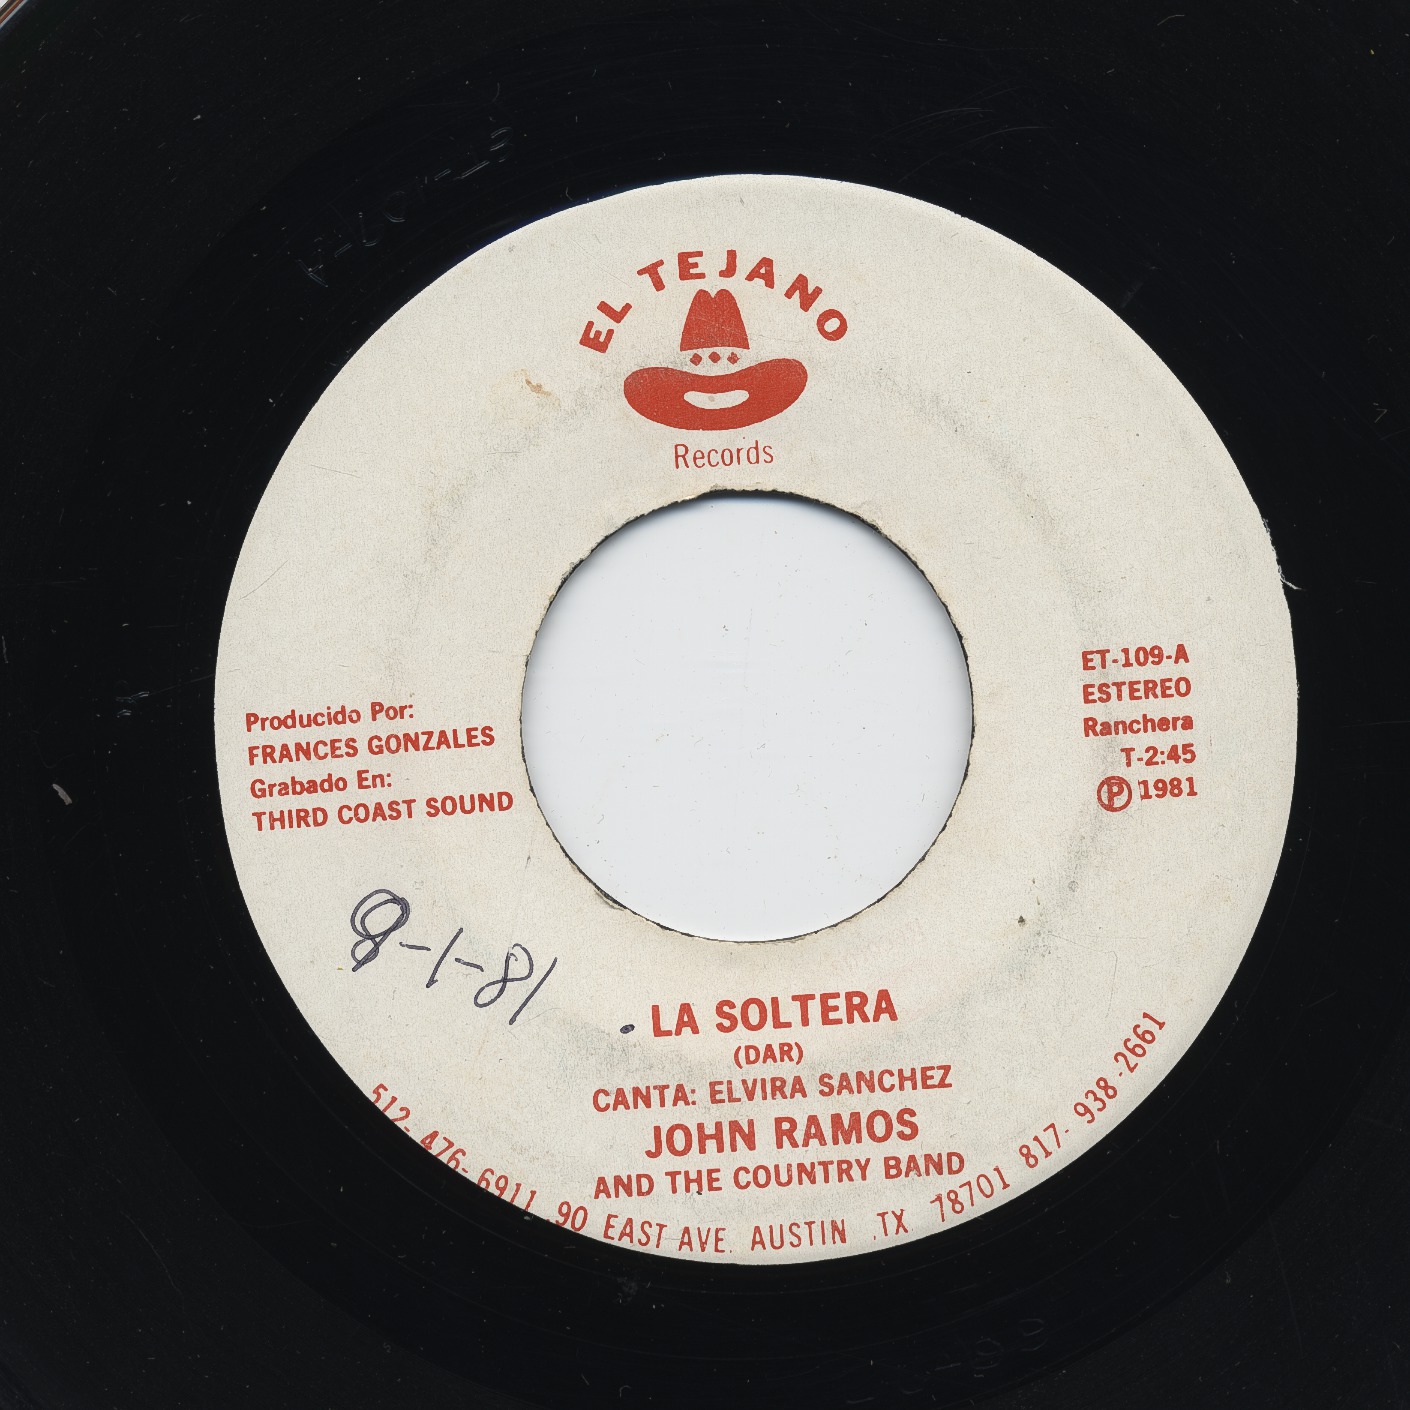 EL TEJANO
Records
Producido Por:
FRANCES GONZALES
Grabado En:
THIRD COAST SOUND
ET-109-A
ESTEREO
Ranchera
T-2:45
Ⓟ 1981
8-1-81
LA SOLTERA
(DAR)
CANTA: ELVIRA SANCHEZ
JOHN RAMOS
AND THE COUNTRY BAND
512-476-6911 90 EAST AVE. AUSTIN .TX. 78701 817-938-2661